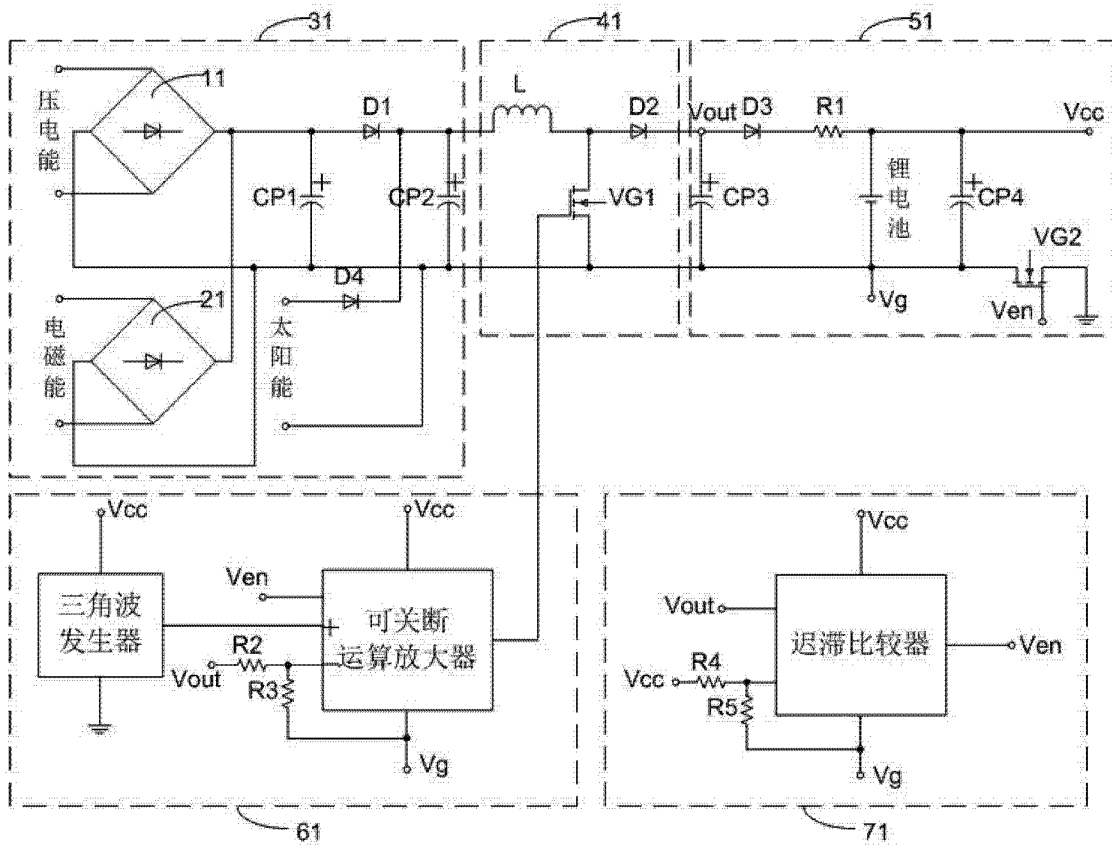 31
41
51
压电能
11
D1
CP1
CP2
L
D2
VG1
Vout
D3
R1
Vcc
CP3
锂电池
CP4
VG2
Vg
Ven
电磁能
21
D4
太阳能
Vcc
三角波
发生器
Vcc
Ven
+
可关断
运算放大器
R2
Vout
R3
Vg
61
Vcc
Vout
迟滞比较器
Ven
R4
Vcc
R5
Vg
71